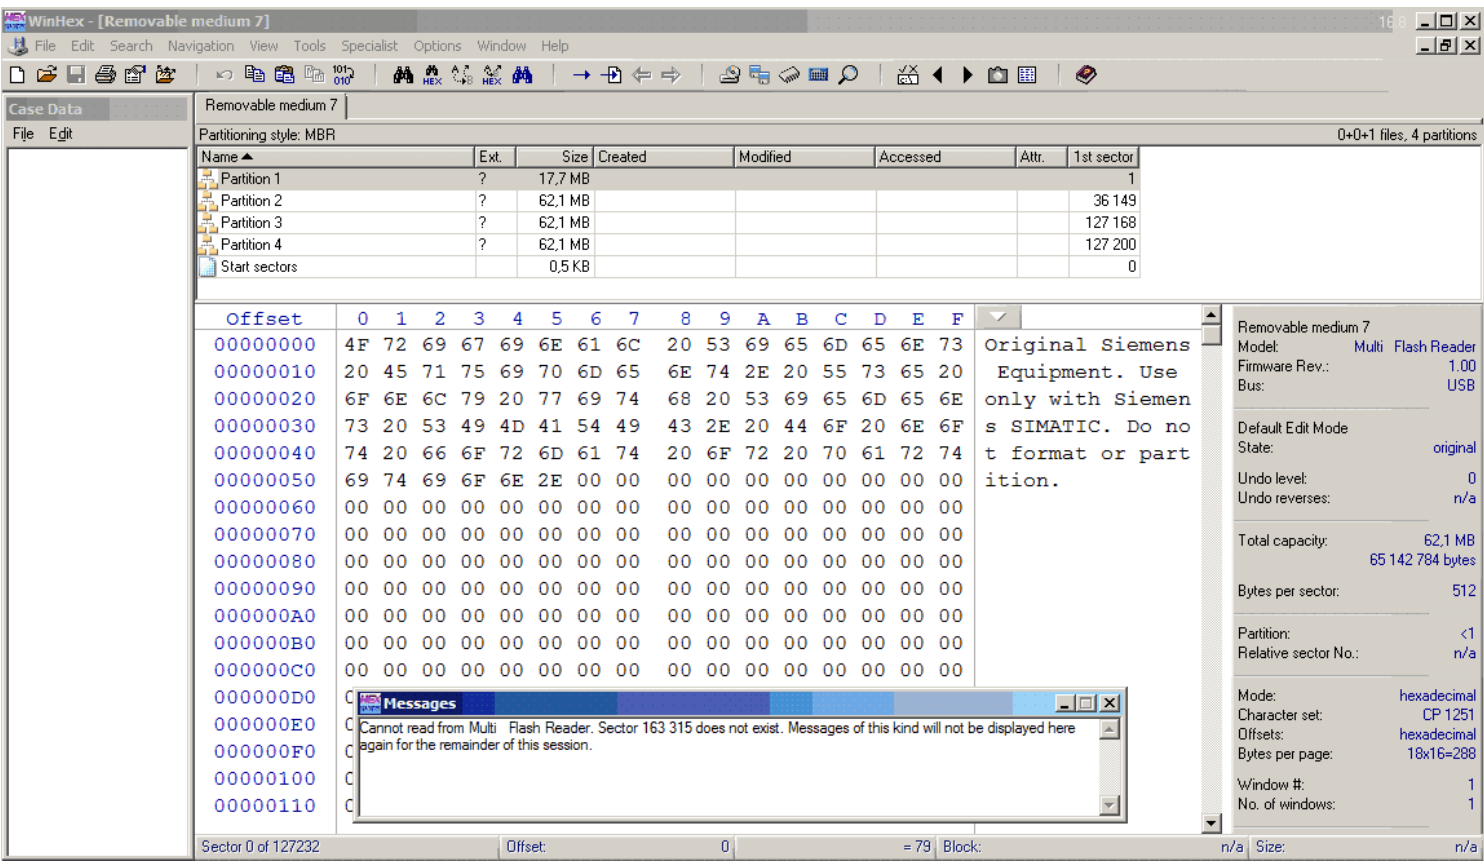 WinHex - [Removable medium 7]
16.8
File Edit Search Navigation View Tools Specialist Options Window Help
Case Data
File Edit
Removable medium 7
Partitioning style: MBR
0+0+1 files, 4 partitions
Name Ext. Size Created Modified Accessed Attr. 1st sector
Partition 1 ? 17,7 MB 1
Partition 2 ? 62,1 MB 36 149
Partition 3 ? 62,1 MB 127 168
Partition 4 ? 62,1 MB 127 200
Start sectors 0,5 KB 0
Offset 0 1 2 3 4 5 6 7 8 9 A B C D E F
00000000 4F 72 69 67 69 6E 61 6C 20 53 69 65 6D 65 6E 73 Original Siemens
00000010 20 45 71 75 69 70 6D 65 6E 74 2E 20 55 73 65 20 Equipment. Use
00000020 6F 6E 6C 79 20 77 69 74 68 20 53 69 65 6D 65 6E only with Siemen
00000030 73 20 53 49 4D 41 54 49 43 2E 20 44 6F 20 6E 6F s SIMATIC. Do no
00000040 74 20 66 6F 72 6D 61 74 20 6F 72 20 70 61 72 74 t format or part
00000050 69 74 69 6F 6E 2E 00 00 00 00 00 00 00 00 00 00 ition.
00000060 00 00 00 00 00 00 00 00 00 00 00 00 00 00 00 00
00000070 00 00 00 00 00 00 00 00 00 00 00 00 00 00 00 00
00000080 00 00 00 00 00 00 00 00 00 00 00 00 00 00 00 00
00000090 00 00 00 00 00 00 00 00 00 00 00 00 00 00 00 00
000000A0 00 00 00 00 00 00 00 00 00 00 00 00 00 00 00 00
000000B0 00 00 00 00 00 00 00 00 00 00 00 00 00 00 00 00
000000C0 00 00 00 00 00 00 00 00 00 00 00 00 00 00 00 00
000000D0
000000E0
000000F0
00000100
00000110
Messages
Cannot read from Multi Flash Reader. Sector 163 315 does not exist. Messages of this kind will not be displayed here
again for the remainder of this session.
Removable medium 7
Model: Multi Flash Reader
Firmware Rev.: 1.00
Bus: USB
Default Edit Mode
State: original
Undo level: 0
Undo reverses: n/a
Total capacity: 62,1 MB
65 142 784 bytes
Bytes per sector: 512
Partition: <1
Relative sector No.: n/a
Mode: hexadecimal
Character set: CP 1251
Offsets: hexadecimal
Bytes per page: 18x16=288
Window #: 1
No. of windows: 1
Sector 0 of 127232 Offset: 0 = 79 Block: n/a Size: n/a